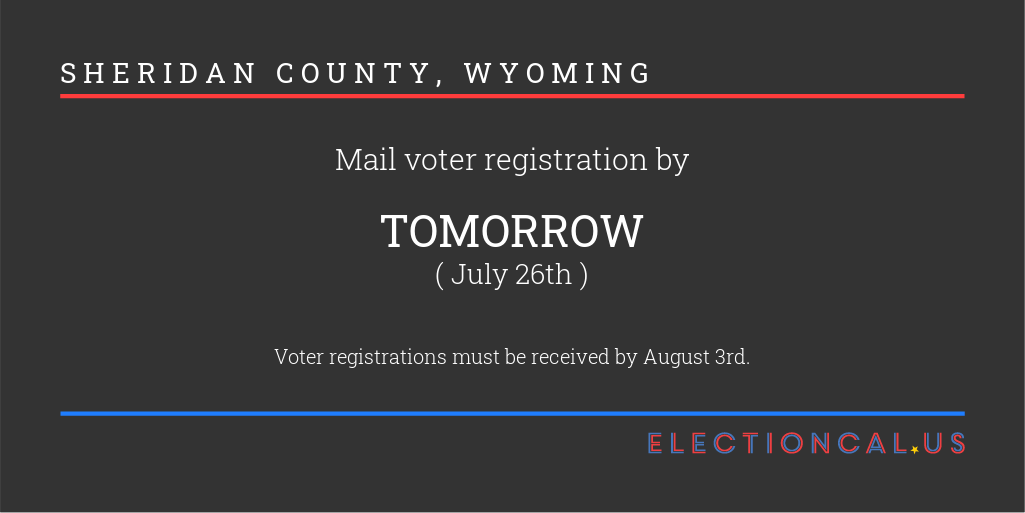 SHERIDAN COUNTY, WYOMING
Mail voter registration by
TOMORROW
( July 26th )
Voter registrations must be received by August 3rd.
ELECTIONCAL.US